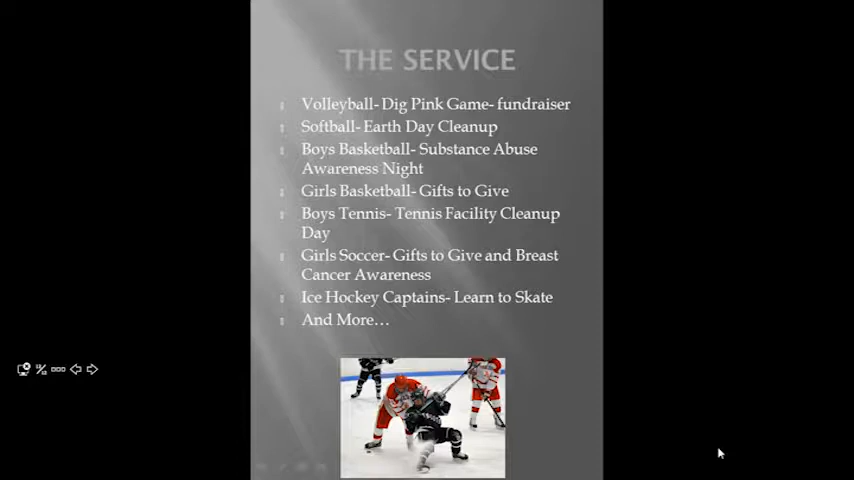 THE SERVICE
Volleyball- Dig Pink Game- fundraiser
Softball- Earth Day Cleanup
Boys Basketball- Substance Abuse
Awareness Night
Girls Basketball- Gifts to Give
Boys Tennis- Tennis Facility Cleanup
Day
Girls Soccer- Gifts to Give and Breast
Cancer Awareness
Ice Hockey Captains- Learn to Skate
And More…